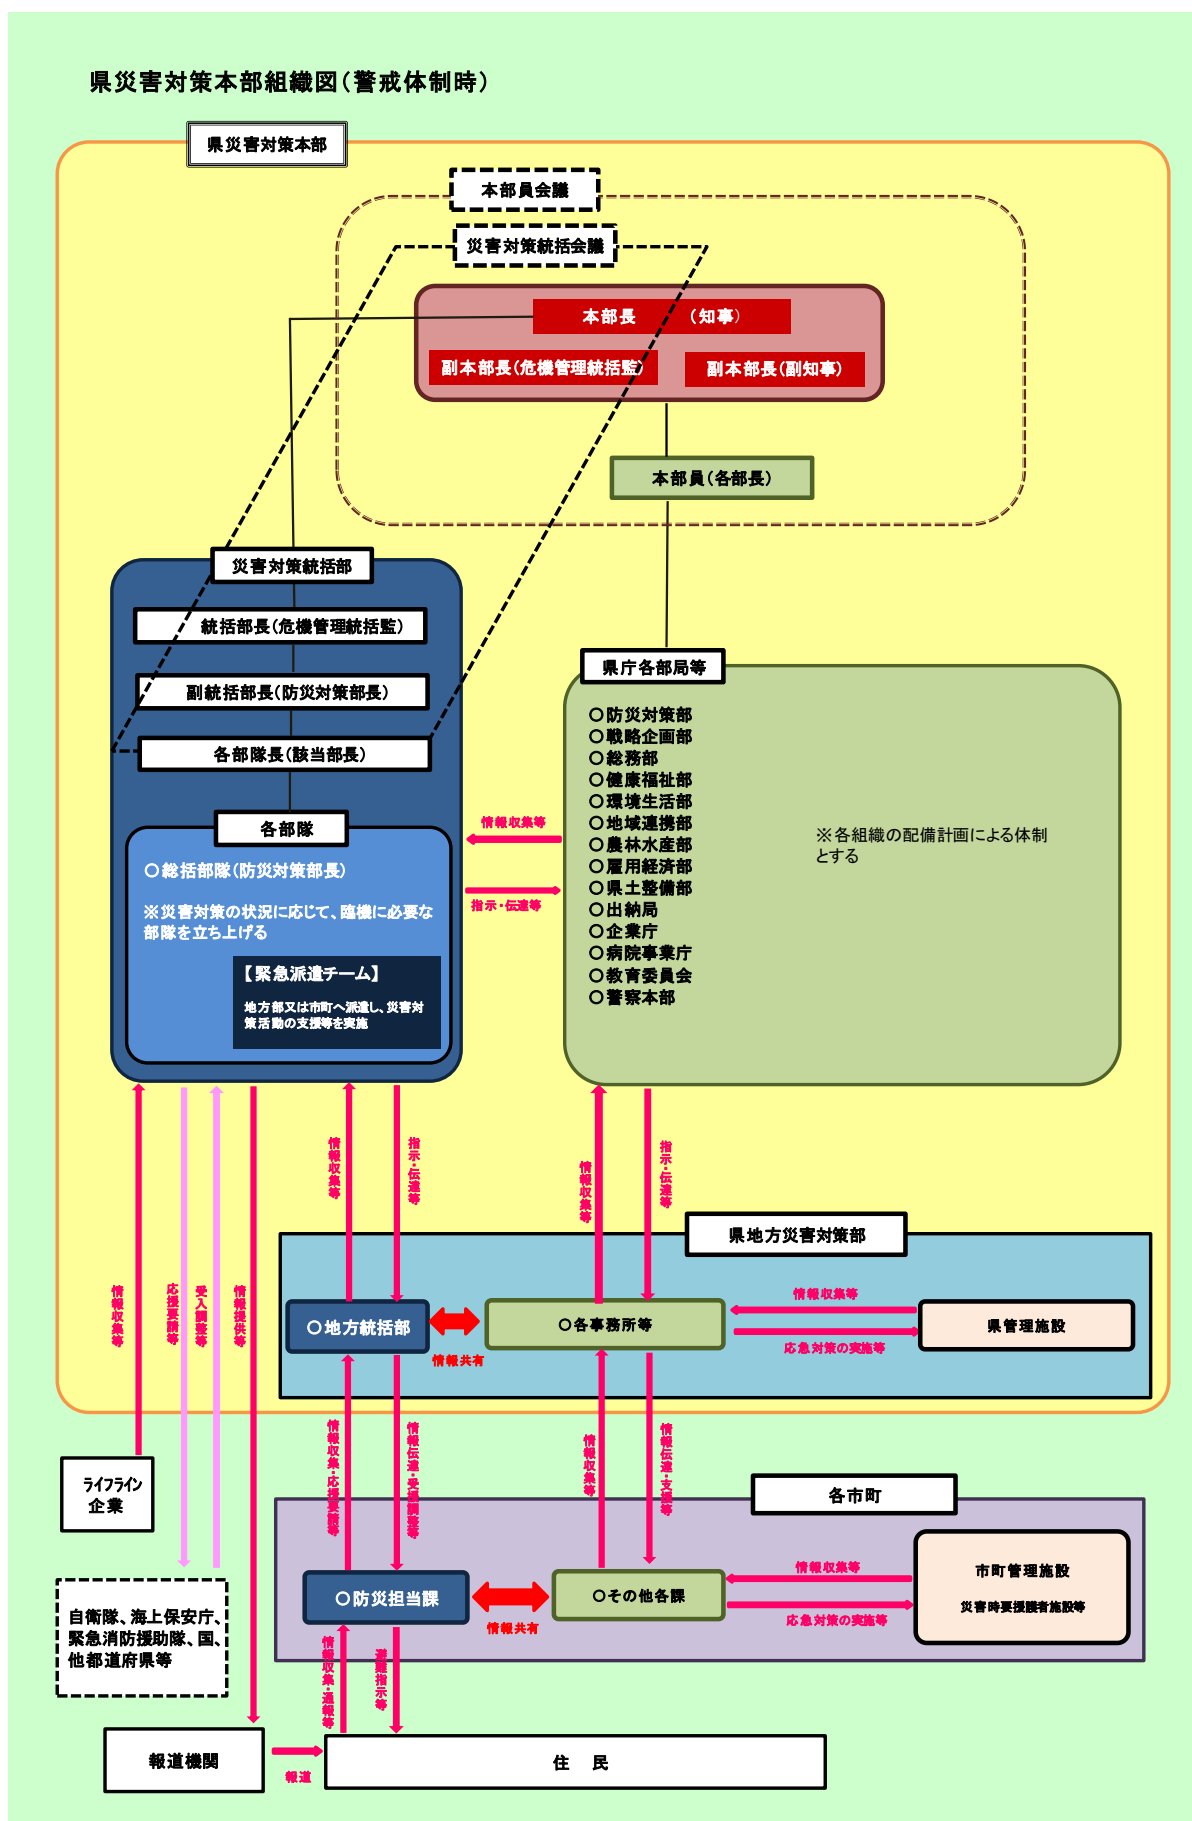 県災害対策本部組織図(警戒体制時)
県災害対策本部
本部員会議
災害対策統括会議
本部長　　　(知事)
副本部長(危機管理統括監)
副本部長(副知事)
本部員(各部長)
災害対策統括部
統括部長(危機管理統括監)
副統括部長(防災対策部長)
各部隊長(該当部長)
各部隊
○総括部隊(防災対策部長)
※災害対策の状況に応じて、臨機に必要な
部隊を立ち上げる
【緊急派遣チーム】
地方部又は市町へ派遣し、災害対
策活動の支援等を実施
情報収集等
指示・伝達等
県庁各部局等
○防災対策部
○戦略企画部
○総務部
○健康福祉部
○環境生活部
○地域連携部
○農林水産部
○雇用経済部
○県土整備部
○出納局
○企業庁
○病院事業庁
○教育委員会
○警察本部
※各組織の配備計画による体制
とする
情報収集等
指示・伝達等
情報収集等
指示・伝達等
情報収集等
応援要請等
受入調整等
情報提供等
県地方災害対策部
○地方統括部
情報共有
○各事務所等
情報収集等
応急対策の実施等
県管理施設
情報収集・応援要請等
情報伝達・受援調整等
情報収集等
情報伝達・支援等
ライフライン
企業
各市町
○防災担当課
情報共有
○その他各課
情報収集等
応急対策の実施等
市町管理施設
災害時要援護者施設等
自衛隊、海上保安庁、
緊急消防援助隊、国、
他都道府県等
情報収集・通報等
避難指示等
報道機関
報道
住　民